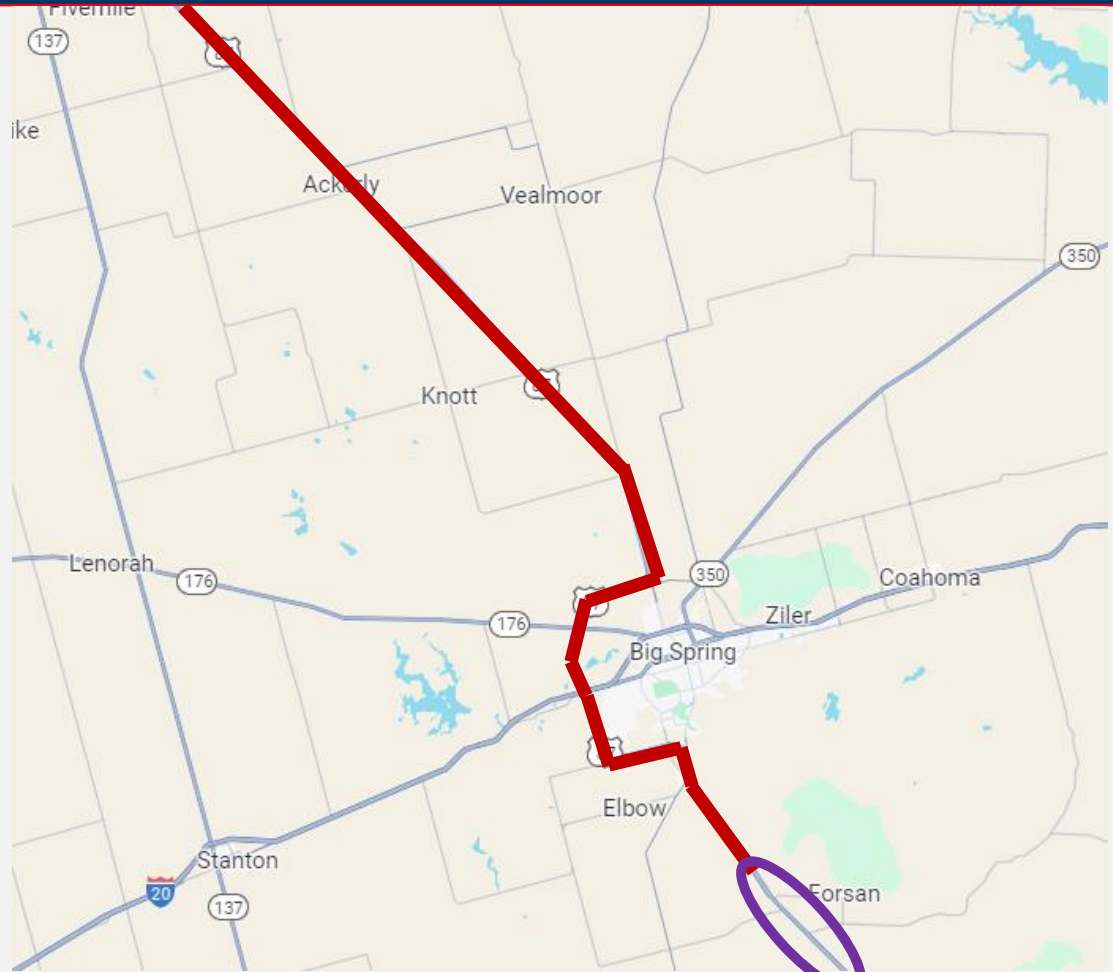 Fivemile
137
ike
Ackerly
Vealmoor
350
Knott
Lenorah
176
350
Coahoma
176
Ziler
Big Spring
Elbow
Stanton
20
137
Forsan